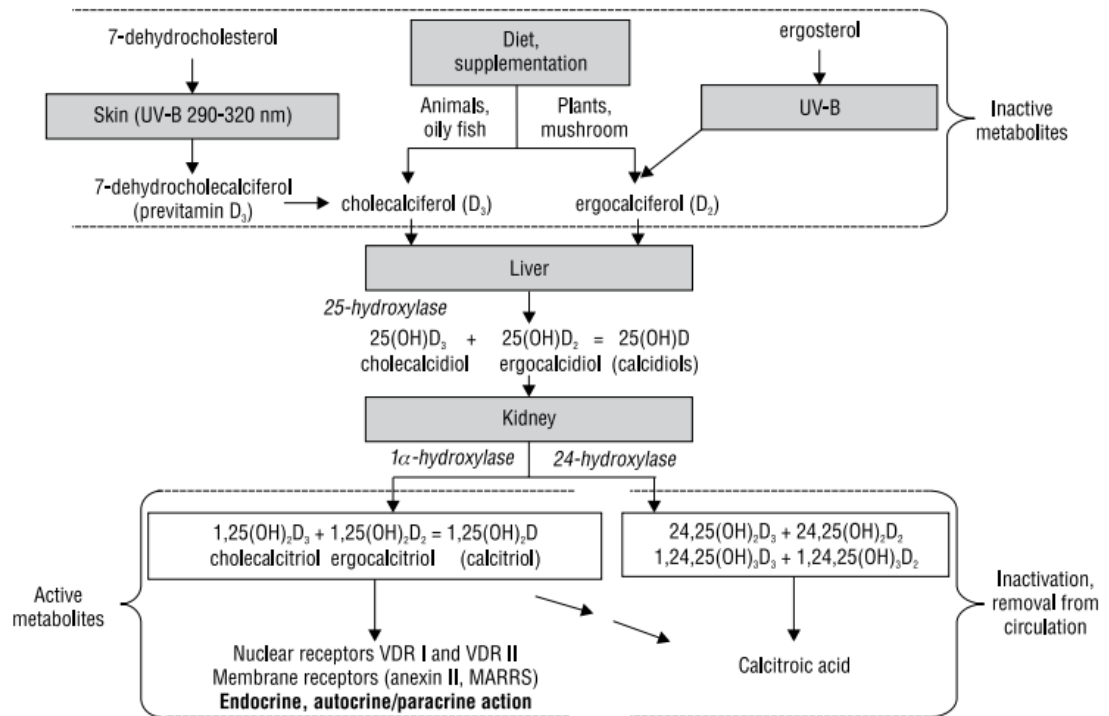 7-dehydrocholesterol
Diet,
supplementation
ergosterol
Skin (UV-B 290-320 nm)
Animals,
oily fish
Plants,
mushroom
UV-B
Inactive
metabolites
7-dehydrocholecalciferol
(previtamin D₃)
cholecalciferol (D₃)
ergocalciferol (D₂)
Liver
25-hydroxylase
25(OH)D₃ + 25(OH)D₂ = 25(OH)D
cholecalcidiol ergocalcidiol (calcidiols)
Kidney
1α-hydroxylase
24-hydroxylase
Active
metabolites
1,25(OH)₂D₃ + 1,25(OH)₂D₂ = 1,25(OH)₂D
cholecalcitriol ergocalcitriol (calcitriol)
24,25(OH)₂D₃ + 24,25(OH)₂D₂
1,24,25(OH)₃D₃ + 1,24,25(OH)₃D₂
Inactivation,
removal from
circulation
Nuclear receptors VDR I and VDR II
Membrane receptors (anexin II, MARRS)
Endocrine, autocrine/paracrine action
Calcitroic acid